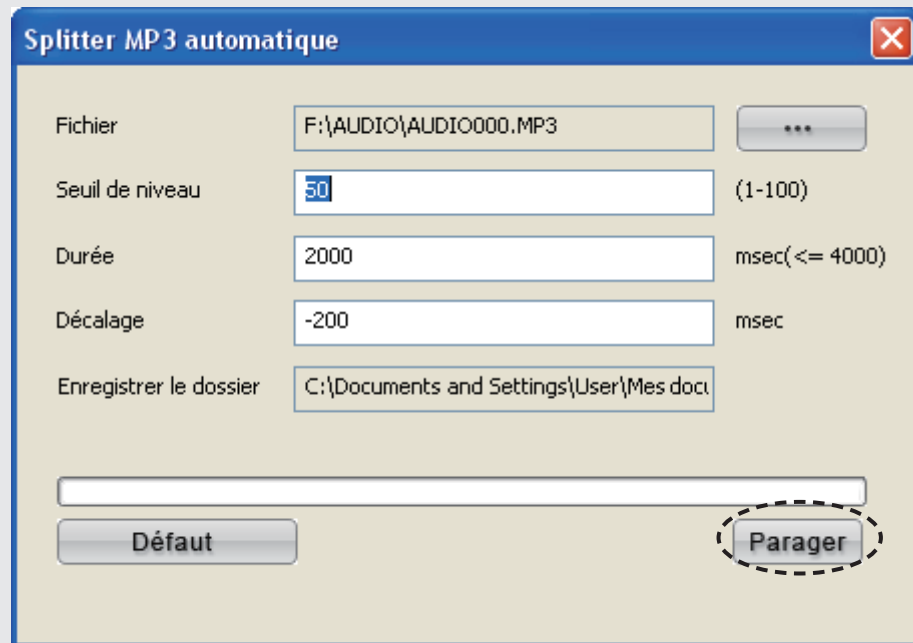 Splitter MP3 automatique
Fichier F:\AUDIO\AUDIO000.MP3 ...
Seuil de niveau 50 (1-100)
Durée 2000 msec(<= 4000)
Décalage -200 msec
Enregistrer le dossier C:\Documents and Settings\User\Mes docu
Défaut Parager